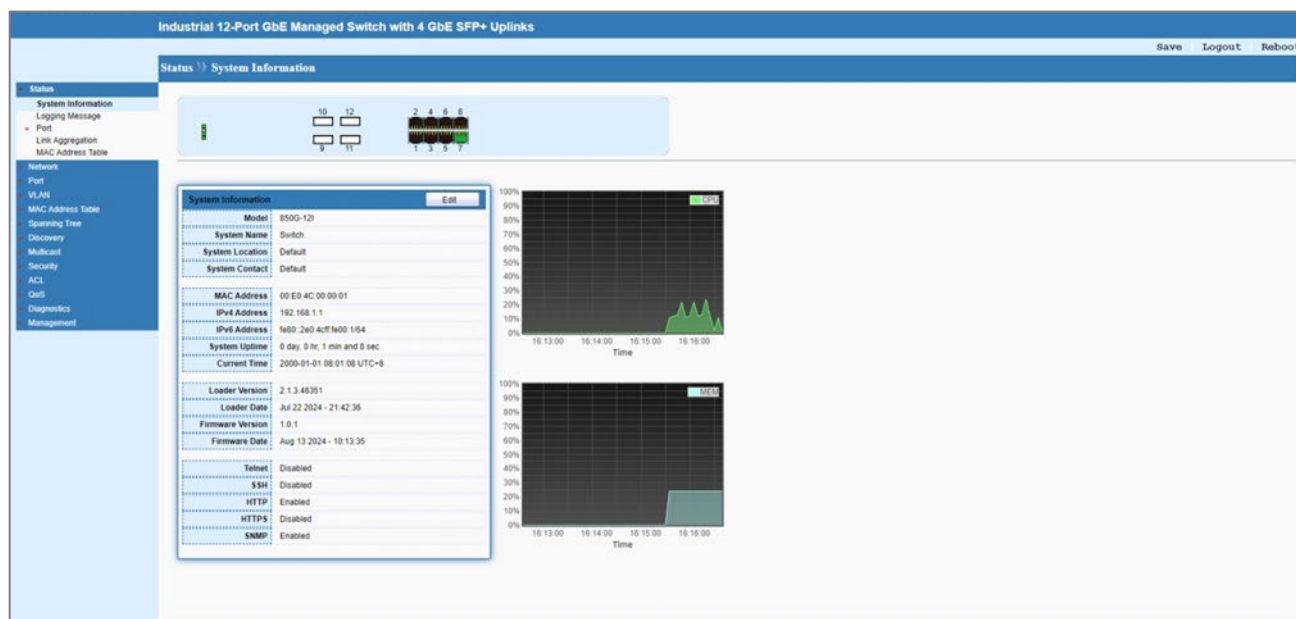 Industrial 12-Port GbE Managed Switch with 4 GbE SFP+ Uplinks
Save Logout Reboot
Status » System Information
Status
System Information
Logging Message
Port
Link Aggregation
MAC Address Table
Network
Port
VLAN
MAC Address Table
Spanning Tree
Discovery
Multicast
Security
ACL
QoS
Diagnostics
Management
10 12 2 4 6 8
9 11 1 3 5 7
System Information Edit
Model 850G-12I
System Name Switch
System Location Default
System Contact Default
MAC Address 00:E0:4C:00:00:01
IPv4 Address 192.168.1.1
IPv6 Address fe80::2e0:4cff:fe00:1/64
System Uptime 0 day, 0 hr, 1 min and 8 sec
Current Time 2000-01-01 08:01:08 UTC+8
Loader Version 2.1.3.46351
Loader Date Jul 22 2024 - 21:42:36
Firmware Version 1.0.1
Firmware Date Aug 13 2024 - 10:13:35
Telnet Disabled
SSH Disabled
HTTP Enabled
HTTPS Disabled
SNMP Enabled
100%
90%
80%
70%
60%
50%
40%
30%
20%
10%
0%
CPU
16:13:00 16:14:00 16:15:00 16:16:00
Time
100%
90%
80%
70%
60%
50%
40%
30%
20%
10%
0%
MEM
16:13:00 16:14:00 16:15:00 16:16:00
Time